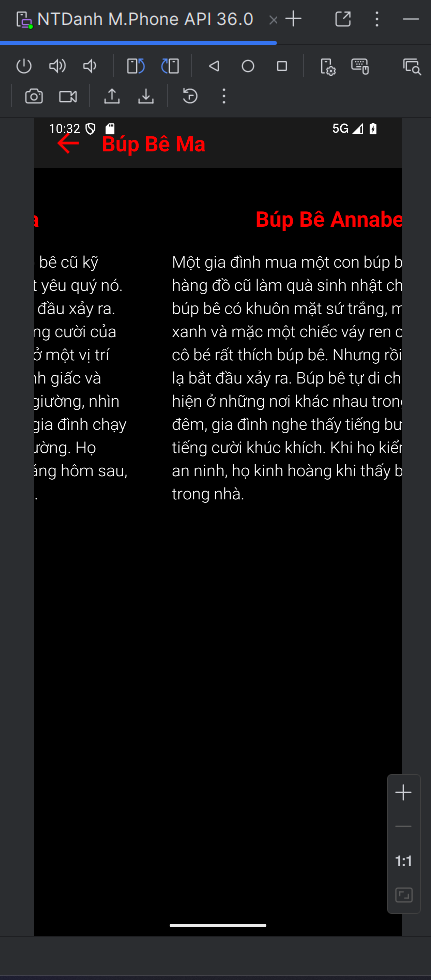 NTDanh M.Phone API 36.0
10:32
5G
Búp Bê Ma
a
bê cũ kỹ
t yêu quý nó.
đầu xảy ra.
ng cười của
ở một vị trí
nh giấc và
giường, nhìn
gia đình chạy
ường. Họ
áng hôm sau,
.
Búp Bê Annabe
Một gia đình mua một con búp b
hàng đồ cũ làm quà sinh nhật ch
búp bê có khuôn mặt sứ trắng, m
xanh và mặc một chiếc váy ren c
cô bé rất thích búp bê. Nhưng rồi
lạ bắt đầu xảy ra. Búp bê tự di ch
hiện ở những nơi khác nhau tron
đêm, gia đình nghe thấy tiếng bư
tiếng cười khúc khích. Khi họ kiể
an ninh, họ kinh hoàng khi thấy b
trong nhà.
1:1